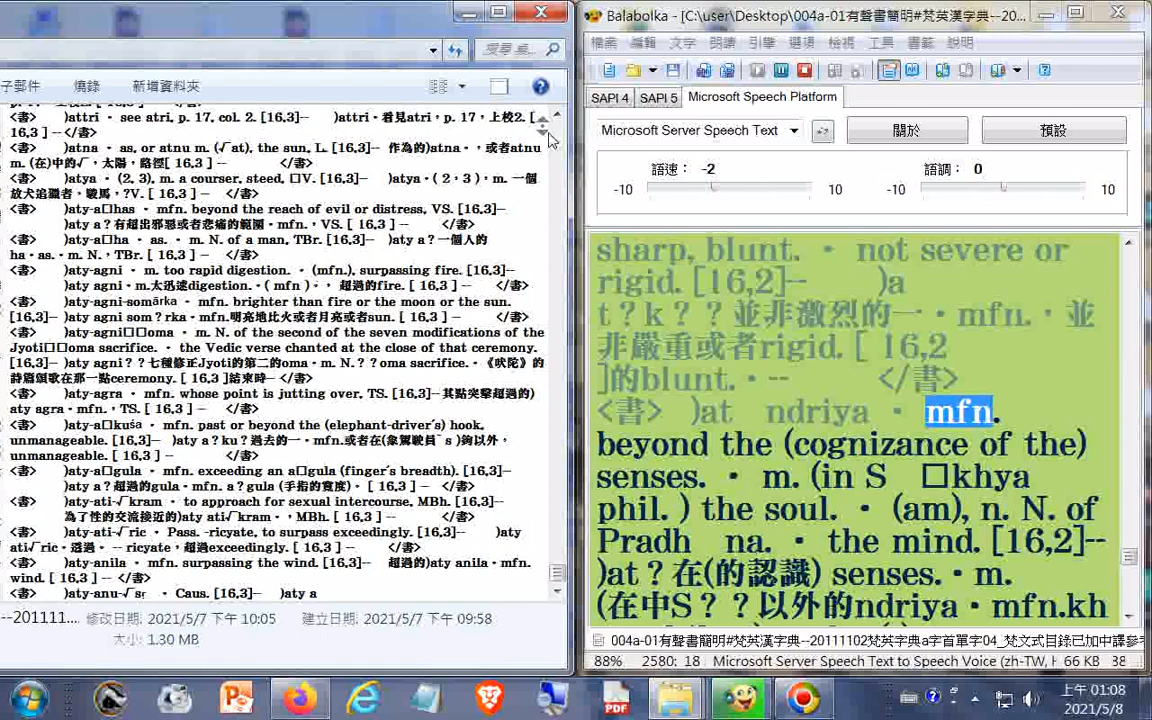 搜尋 桌...
子郵件 燒錄 新增資料夾
<書> )attri・see atri, p. 17, col. 2. [16,3]-- )attri・看見atri,p. 17,上校2. [
16,3 ]-- </書>
<書> )atna・as, or atnu m. (√at), the sun, L. [16,3]-- 作為的)atna・,或者atnu
m. (在)中的√,太陽,路徑[ 16,3 ]-- </書>
<書> )atya・(2, 3), m. a courser, steed, □V. [16,3]-- )atya・( 2,3 ),m. 一個
放犬追獵者,駿馬,?V. [ 16,3 ] </書>
<書> )aty-a□has・mfn. beyond the reach of evil or distress, VS. [16,3]--
)aty a?有超出邪惡或者悲痛的範圍・mfn.,VS. [ 16,3 ]-- </書>
<書> )aty-a□ha・as.・m. N. of a man, TBr. [16,3]-- )aty a?一個人的
ha・as.・m. N.,TBr. [ 16,3 ]-- </書>
<書> )aty-agni・m. too rapid digestion.・(mfn.), surpassing fire. [16,3]--
)aty agni・m.太迅速digestion.・( mfn )・,超過的fire. [ 16,3 ]-- </書>
<書> )aty-agni-somārka・mfn. brighter than fire or the moon or the sun.
[16,3]-- )aty agni som?rka・mfn.明亮地比火或者月亮或者sun. [ 16,3 ]-- </書>
<書> )aty-agni□□oma・m. N. of the second of the seven modifications of the
Jyoti□□oma sacrifice.・the Vedic verse chanted at the close of that ceremony.
[16,3]-- )aty agni??七種修正Jyoti的第二的oma・m. N.??oma sacrifice.・《吠陀》的
詩篇頌歌在那一點ceremony. [ 16,3 ]結束時-- </書>
<書> )aty-agra・mfn. whose point is jutting over, TS. [16,3]-- 其點突擊超過的)
aty agra・mfn.,TS. [ 16,3 ]-- </書>
<書> )aty-a□kuśa・mfn. past or beyond the (elephant-driver's) hook,
unmanageable. [16,3]-- )aty a?ku?過去的一・mfn.或者在(象駕駛員~s )鉤以外,
unmanageable. [ 16,3 ]-- </書>
<書> )aty-a□gula・mfn. exceeding an a□gula (finger's breadth). [16,3]--
)aty a?超過的gula・mfn. a?gula (手指的寬度)・[ 16,3 ]-- </書>
<書> )aty-ati-√kram・to approach for sexual intercourse, MBh. [16,3]--
為了性的交流接近的)aty ati√kram・,MBh. [ 16,3 ]-- </書>
<書> )aty-ati-√ric・Pass. -ricyate, to surpass exceedingly. [16,3]-- )aty
ati√ric・透過・-- ricyate,超過exceedingly. [ 16,3 ]-- </書>
<書> )aty-anila・mfn. surpassing the wind. [16,3]-- 超過的)aty anila・mfn.
wind. [ 16,3 ]-- </書>
<書> )aty-anu-√sṛ・Caus. [16,3]-- )aty a
--201111... 修改日期: 2021/5/7 下午 10:05 建立日期: 2021/5/7 下午 09:58
大小: 1.30 MB
Balabolka - [C:\user\Desktop\004a-01有聲書簡明#梵英漢字典--20...
檔案 編輯 文字 朗讀 引擎 選項 檢視 工具 書籤 說明
SAPI 4 SAPI 5 Microsoft Speech Platform
Microsoft Server Speech Text 關於 預設
語速: -2 語調: 0
-10 10 -10 10
sharp, blunt.・ not severe or
rigid. [16,2]-- )a
t?k??並非激烈的一・mfn.・並
非嚴重或者rigid. [ 16,2
]的blunt.・-- </書>
<書> )at ndriya・mfn.
beyond the (cognizance of the)
senses.・ m. (in S □khya
phil. ) the soul.・ (am), n. N. of
Pradh na.・ the mind. [16,2]--
)at?在(的認識) senses.・m.
(在中S??以外的ndriya・mfn.kh
004a-01有聲書簡明#梵英漢字典--20111102梵英字典a字首單字04_梵文式目錄已加中譯參考
88% 2580: 18 Microsoft Server Speech Text to Speech Voice (zh-TW, H 66 KB 38
上午 01:08
2021/5/8